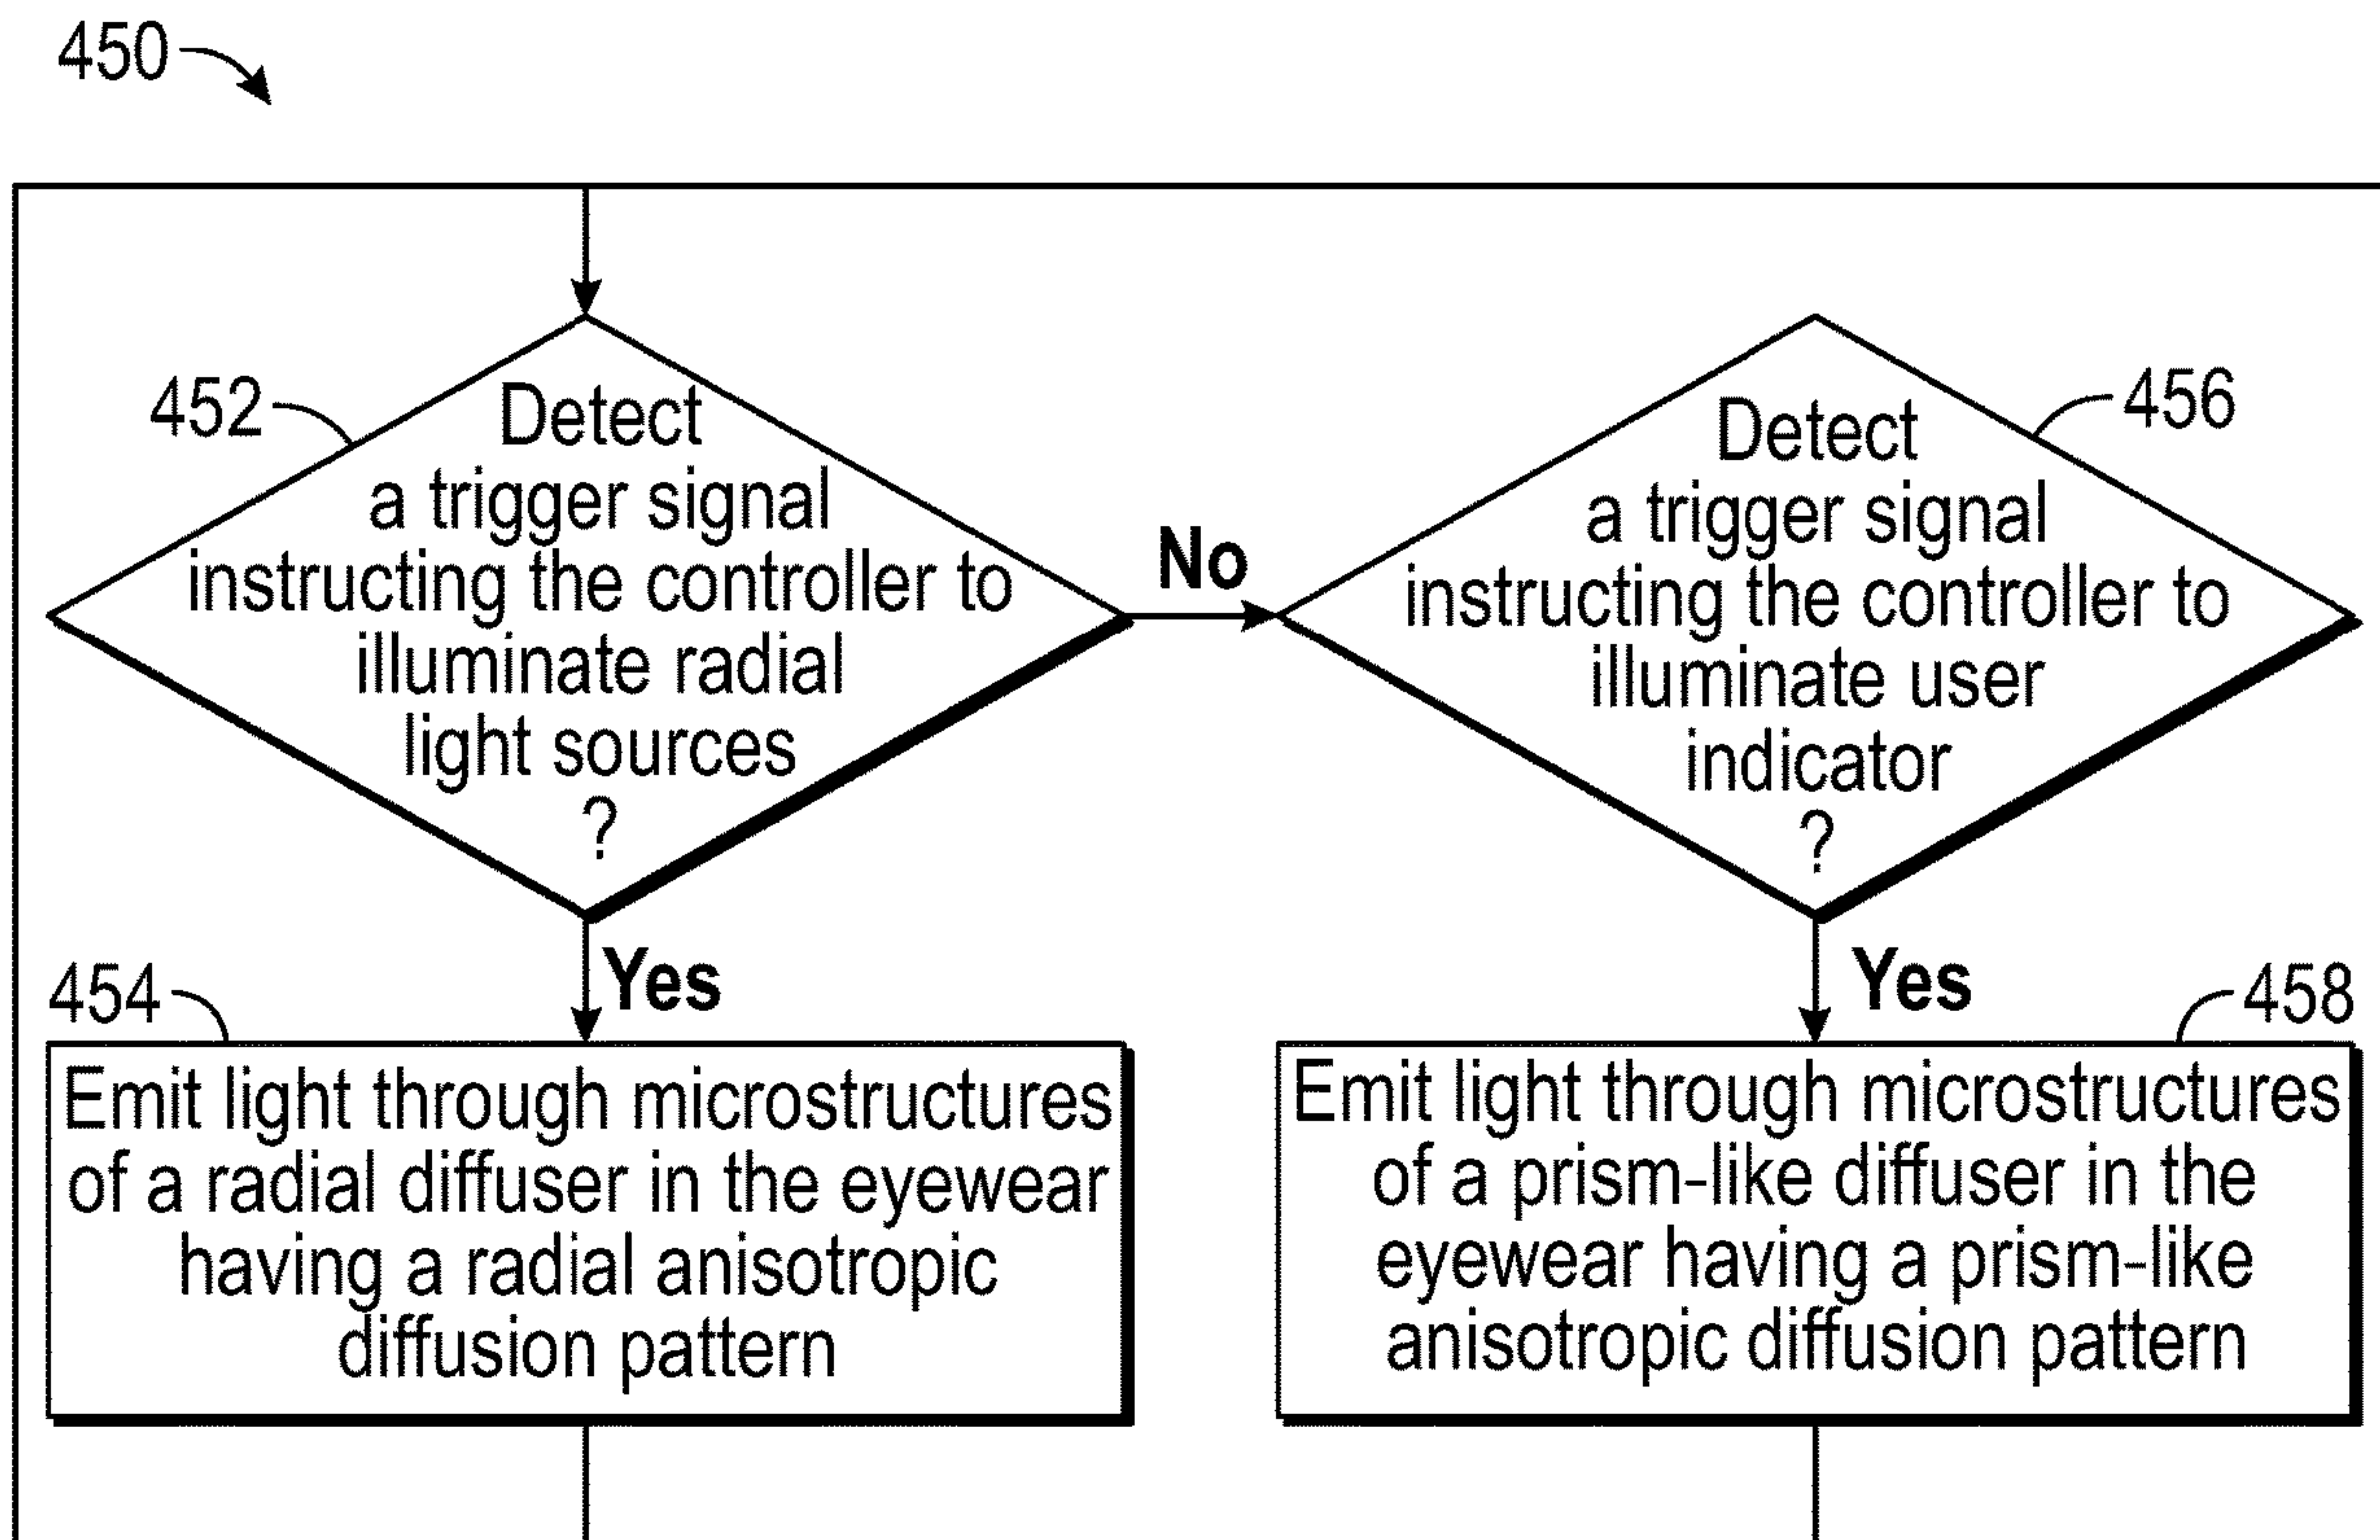 450
452
Detect
a trigger signal
instructing the controller to
illuminate radial
light sources
?
No
456
Detect
a trigger signal
instructing the controller to
illuminate user
indicator
?
Yes
454
Emit light through microstructures
of a radial diffuser in the eyewear
having a radial anisotropic
diffusion pattern
Yes
458
Emit light through microstructures
of a prism-like diffuser in the
eyewear having a prism-like
anisotropic diffusion pattern